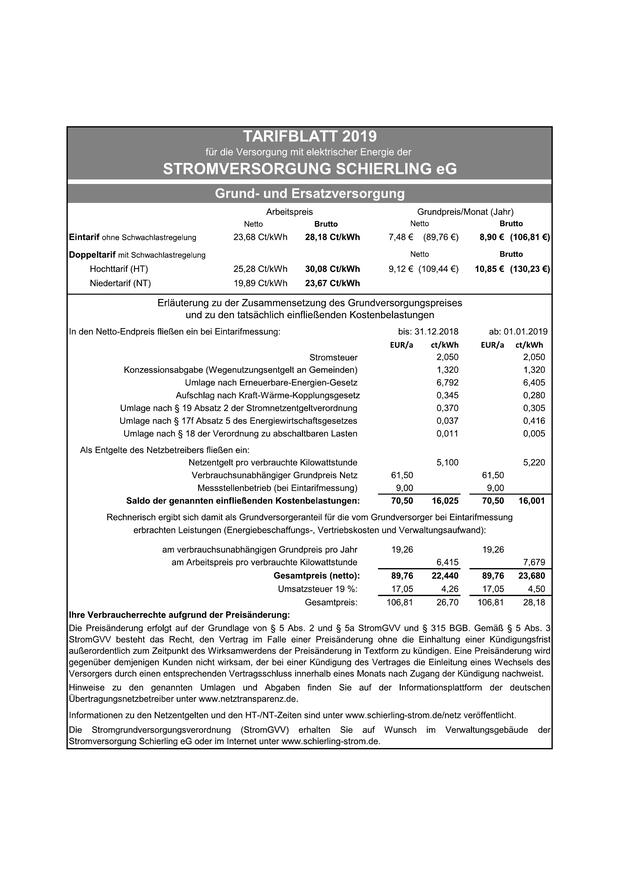 TARIFBLATT 2019
für die Versorgung mit elektrischer Energie der
STROMVERSORGUNG SCHIERLING eG
Grund- und Ersatzversorgung
Arbeitspreis Grundpreis/Monat (Jahr)
Netto Brutto Netto Brutto
Eintarif ohne Schwachlastregelung 23,68 Ct/kWh 28,18 Ct/kWh 7,48 € (89,76 €) 8,90 € (106,81 €)
Doppeltarif mit Schwachlastregelung Netto Brutto
Hochttarif (HT) 25,28 Ct/kWh 30,08 Ct/kWh 9,12 € (109,44 €) 10,85 € (130,23 €)
Niedertarif (NT) 19,89 Ct/kWh 23,67 Ct/kWh
Erläuterung zu der Zusammensetzung des Grundversorgungspreises
und zu den tatsächlich einfließenden Kostenbelastungen
In den Netto-Endpreis fließen ein bei Eintarifmessung: bis: 31.12.2018 ab: 01.01.2019
EUR/a ct/kWh EUR/a ct/kWh
Stromsteuer 2,050 2,050
Konzessionsabgabe (Wegenutzungsentgelt an Gemeinden) 1,320 1,320
Umlage nach Erneuerbare-Energien-Gesetz 6,792 6,405
Aufschlag nach Kraft-Wärme-Kopplungsgesetz 0,345 0,280
Umlage nach § 19 Absatz 2 der Stromnetzentgeltverordnung 0,370 0,305
Umlage nach § 17f Absatz 5 des Energiewirtschaftsgesetzes 0,037 0,416
Umlage nach § 18 der Verordnung zu abschaltbaren Lasten 0,011 0,005
Als Entgelte des Netzbetreibers fließen ein:
Netzentgelt pro verbrauchte Kilowattstunde 5,100 5,220
Verbrauchsunabhängiger Grundpreis Netz 61,50 61,50
Messstellenbetrieb (bei Eintarifmessung) 9,00 9,00
Saldo der genannten einfließenden Kostenbelastungen: 70,50 16,025 70,50 16,001
Rechnerisch ergibt sich damit als Grundversorgeranteil für die vom Grundversorger bei Eintarifmessung
erbrachten Leistungen (Energiebeschaffungs-, Vertriebskosten und Verwaltungsaufwand):
am verbrauchsunabhängigen Grundpreis pro Jahr 19,26 19,26
am Arbeitspreis pro verbrauchte Kilowattstunde 6,415 7,679
Gesamtpreis (netto): 89,76 22,440 89,76 23,680
Umsatzsteuer 19 %: 17,05 4,26 17,05 4,50
Gesamtpreis: 106,81 26,70 106,81 28,18
Ihre Verbraucherrechte aufgrund der Preisänderung:
Die Preisänderung erfolgt auf der Grundlage von § 5 Abs. 2 und § 5a StromGVV und § 315 BGB. Gemäß § 5 Abs. 3
StromGVV besteht das Recht, den Vertrag im Falle einer Preisänderung ohne die Einhaltung einer Kündigungsfrist
außerordentlich zum Zeitpunkt des Wirksamwerdens der Preisänderung in Textform zu kündigen. Eine Preisänderung wird
gegenüber demjenigen Kunden nicht wirksam, der bei einer Kündigung des Vertrages die Einleitung eines Wechsels des
Versorgers durch einen entsprechenden Vertragsschluss innerhalb eines Monats nach Zugang der Kündigung nachweist.
Hinweise zu den genannten Umlagen und Abgaben finden Sie auf der Informationsplattform der deutschen
Übertragungsnetzbetreiber unter www.netztransparenz.de.
Informationen zu den Netzentgelten und den HT-/NT-Zeiten sind unter www.schierling-strom.de/netz veröffentlicht.
Die Stromgrundversorgungsverordnung (StromGVV) erhalten Sie auf Wunsch im Verwaltungsgebäude der
Stromversorgung Schierling eG oder im Internet unter www.schierling-strom.de.